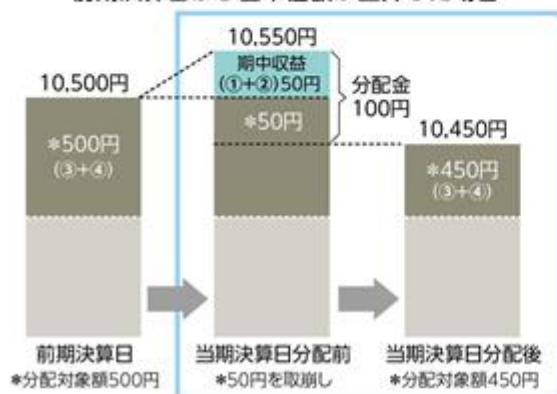 10,550円
10,500円
期中収益
(①+②)50円
分配金
100円
*50円
10,450円
*500円
(③+④)
*450円
(③+④)
前期決算日
当期決算日分配前
当期決算日分配後
*分配対象額500円
*50円を取崩し
*分配対象額450円